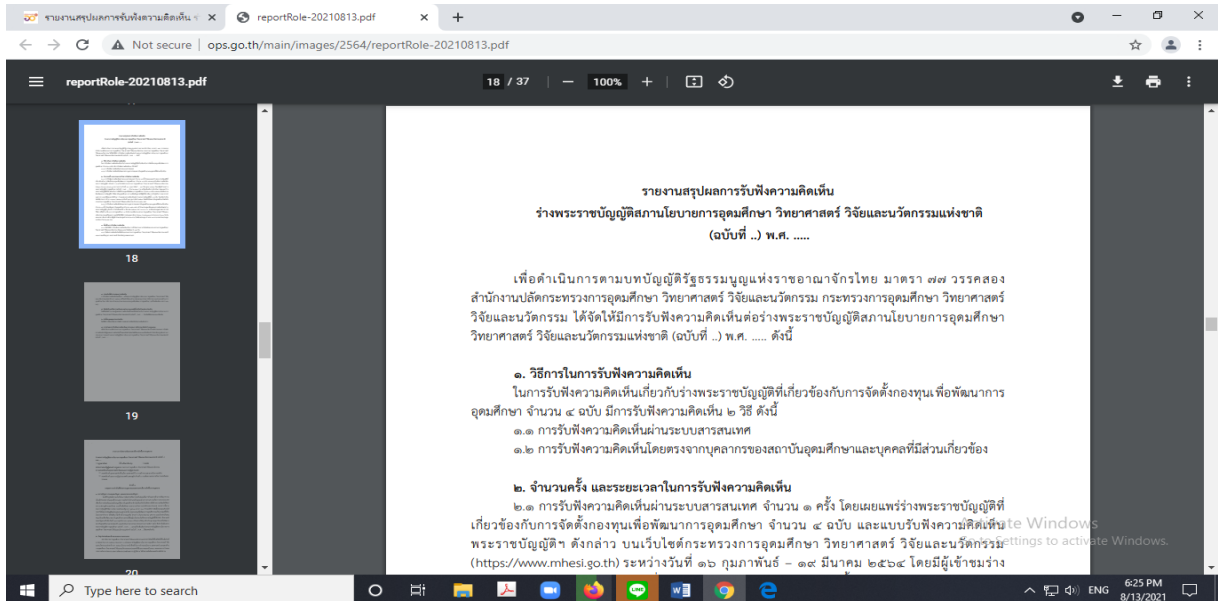 รายงานสรุปผลการรับฟังความคิดเห็น
reportRole-20210813.pdf
Not secure | ops.go.th/main/images/2564/reportRole-20210813.pdf
reportRole-20210813.pdf
18 / 37
100%
18
19
20
รายงานสรุปผลการรับฟังความคิดเห็น
ร่างพระราชบัญญัติสภานโยบายการอุดมศึกษา วิทยาศาสตร์ วิจัยและนวัตกรรมแห่งชาติ
(ฉบับที่ ..) พ.ศ. .....
เพื่อดำเนินการตามบทบัญญัติรัฐธรรมนูญแห่งราชอาณาจักรไทย มาตรา ๗๗ วรรคสอง
สำนักงานปลัดกระทรวงการอุดมศึกษา วิทยาศาสตร์ วิจัยและนวัตกรรม กระทรวงการอุดมศึกษา วิทยาศาสตร์
วิจัยและนวัตกรรม ได้จัดให้มีการรับฟังความคิดเห็นต่อร่างพระราชบัญญัติสภานโยบายการอุดมศึกษา
วิทยาศาสตร์ วิจัยและนวัตกรรมแห่งชาติ (ฉบับที่ ..) พ.ศ. ..... ดังนี้
๑. วิธีการในการรับฟังความคิดเห็น
ในการรับฟังความคิดเห็นเกี่ยวกับร่างพระราชบัญญัติที่เกี่ยวข้องกับการจัดตั้งกองทุนเพื่อพัฒนาการ
อุดมศึกษา จำนวน ๔ ฉบับ มีการรับฟังความคิดเห็น ๒ วิธี ดังนี้
๑.๑ การรับฟังความคิดเห็นผ่านระบบสารสนเทศ
๑.๒ การรับฟังความคิดเห็นโดยตรงจากบุคลากรของสถาบันอุดมศึกษาและบุคคลที่มีส่วนเกี่ยวข้อง
๒. จำนวนครั้ง และระยะเวลาในการรับฟังความคิดเห็น
๒.๑ การรับฟังความคิดเห็นผ่านระบบสารสนเทศ จำนวน ๑ ครั้ง โดยเผยแพร่ร่างพระราชบัญญัติที่
เกี่ยวข้องกับการจัดตั้งกองทุนเพื่อพัฒนาการอุดมศึกษา จำนวน ๔ ฉบับ และแบบรับฟังความคิดเห็น
พระราชบัญญัติฯ ดังกล่าว บนเว็บไซต์กระทรวงการอุดมศึกษา วิทยาศาสตร์ วิจัยและนวัตกรรม
(https://www.mhesi.go.th) ระหว่างวันที่ ๑๖ กุมภาพันธ์ – ๑๙ มีนาคม ๒๕๖๔ โดยมีผู้เข้าชมร่าง
Activate Windows
Go to Settings to activate Windows.
Type here to search
ENG
6:25 PM
8/13/2021